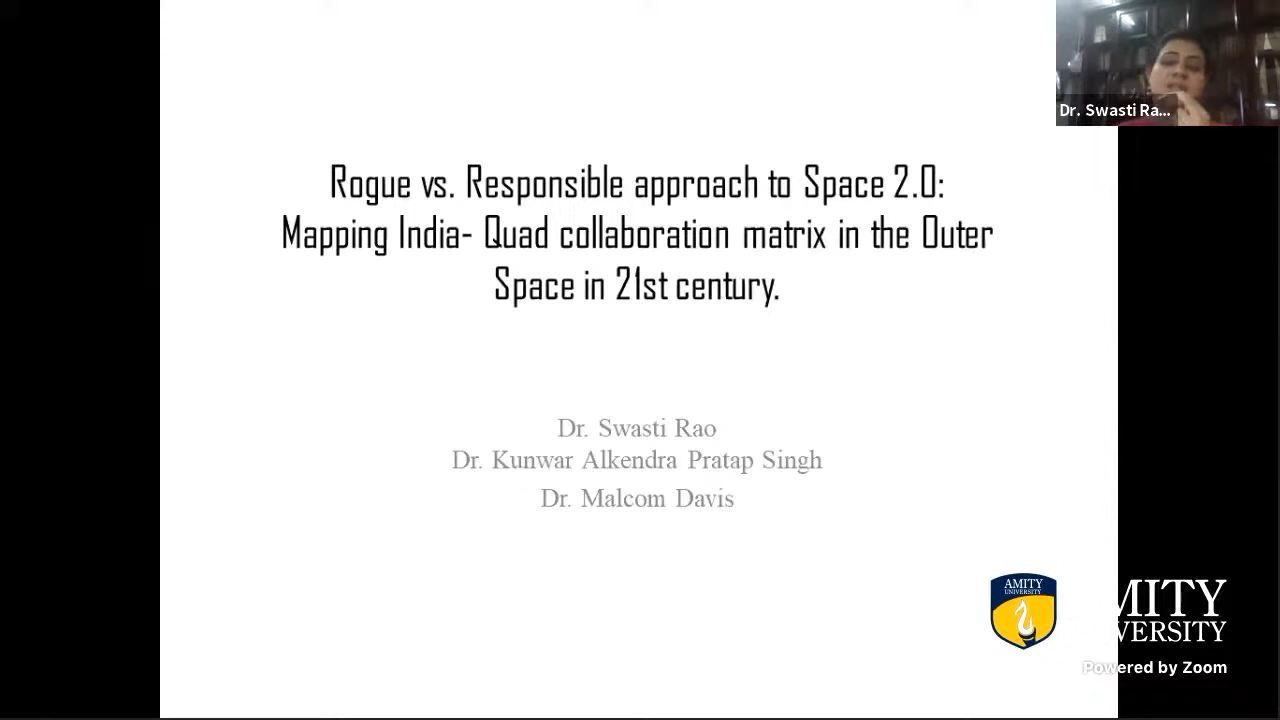 Dr. Swasti Ra...
Rogue vs. Responsible approach to Space 2.0:
Mapping India- Quad collaboration matrix in the Outer
Space in 21st century.
Dr. Swasti Rao
Dr. Kunwar Alkendra Pratap Singh
Dr. Malcom Davis
AMITY
UNIVERSITY
MITY
VERSITY
Powered by Zoom